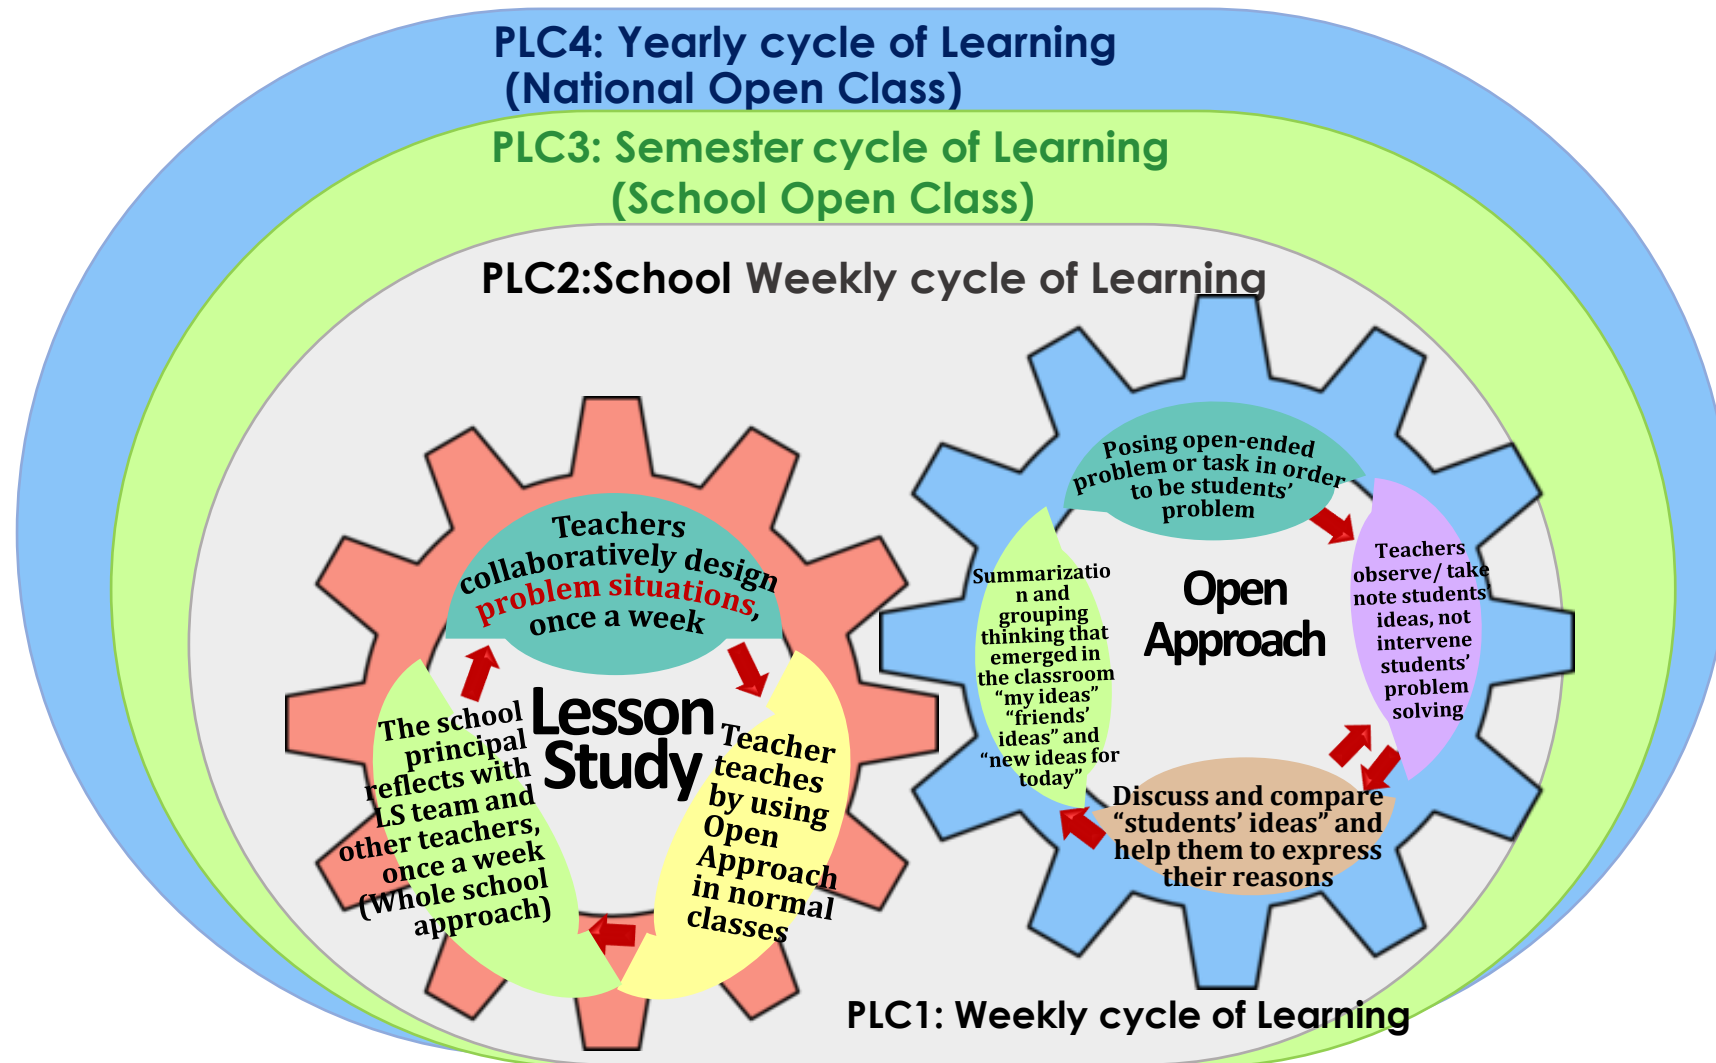 PLC4: Yearly cycle of Learning
(National Open Class)
PLC3: Semester cycle of Learning
(School Open Class)
PLC2:School Weekly cycle of Learning
Teachers
collaboratively design
problem situations,
once a week
Lesson
Study
Teacher
teaches
by using
Open
Approach
in normal
classes
The school
principal
reflects with
LS team and
other teachers,
once a week
(Whole school
approach)
Posing open-ended
problem or task in order
to be students’
problem
Open
Approach
Teachers
observe/ take
note students’
ideas, not
intervene
students’
problem
solving
Discuss and compare
“students’ ideas” and
help them to express
their reasons
Summarizatio
n and
grouping
thinking that
emerged in
the classroom
“my ideas”
“friends’
ideas” and
“new ideas for
today”
PLC1: Weekly cycle of Learning